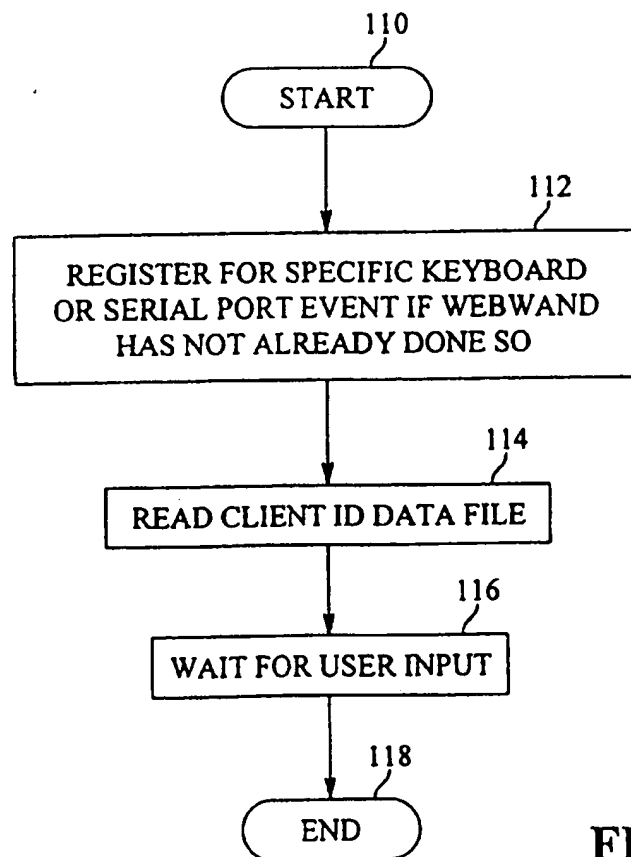 110
START
112
REGISTER FOR SPECIFIC KEYBOARD
OR SERIAL PORT EVENT IF WEBWAND
HAS NOT ALREADY DONE SO
114
READ CLIENT ID DATA FILE
116
WAIT FOR USER INPUT
118
END